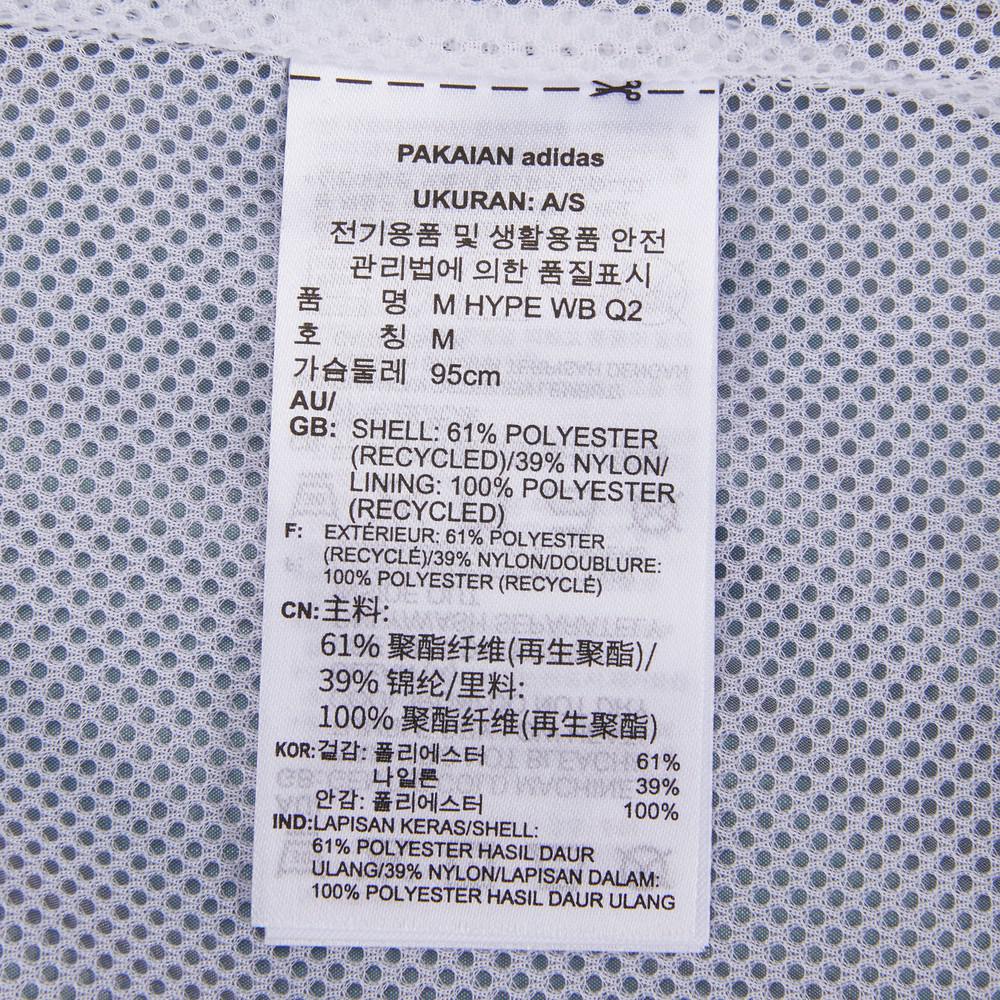 PAKAIAN adidas
UKURAN: A/S
전기용품 및 생활용품 안전
관리법에 의한 품질표시
품 명 M HYPE WB Q2
호 칭 M
가슴둘레 95cm
AU/
GB: SHELL: 61% POLYESTER
(RECYCLED)/39% NYLON/
LINING: 100% POLYESTER
(RECYCLED)
F: EXTÉRIEUR: 61% POLYESTER
(RECYCLÉ)/39% NYLON/DOUBLURE:
100% POLYESTER (RECYCLÉ)
CN:主料:
61% 聚酯纤维(再生聚酯)/
39% 锦纶/里料:
100% 聚酯纤维(再生聚酯)
KOR:겉감: 폴리에스터 61%
나일론 39%
안감: 폴리에스터 100%
IND:LAPISAN KERAS/SHELL:
61% POLYESTER HASIL DAUR
ULANG/39% NYLON/LAPISAN DALAM:
100% POLYESTER HASIL DAUR ULANG